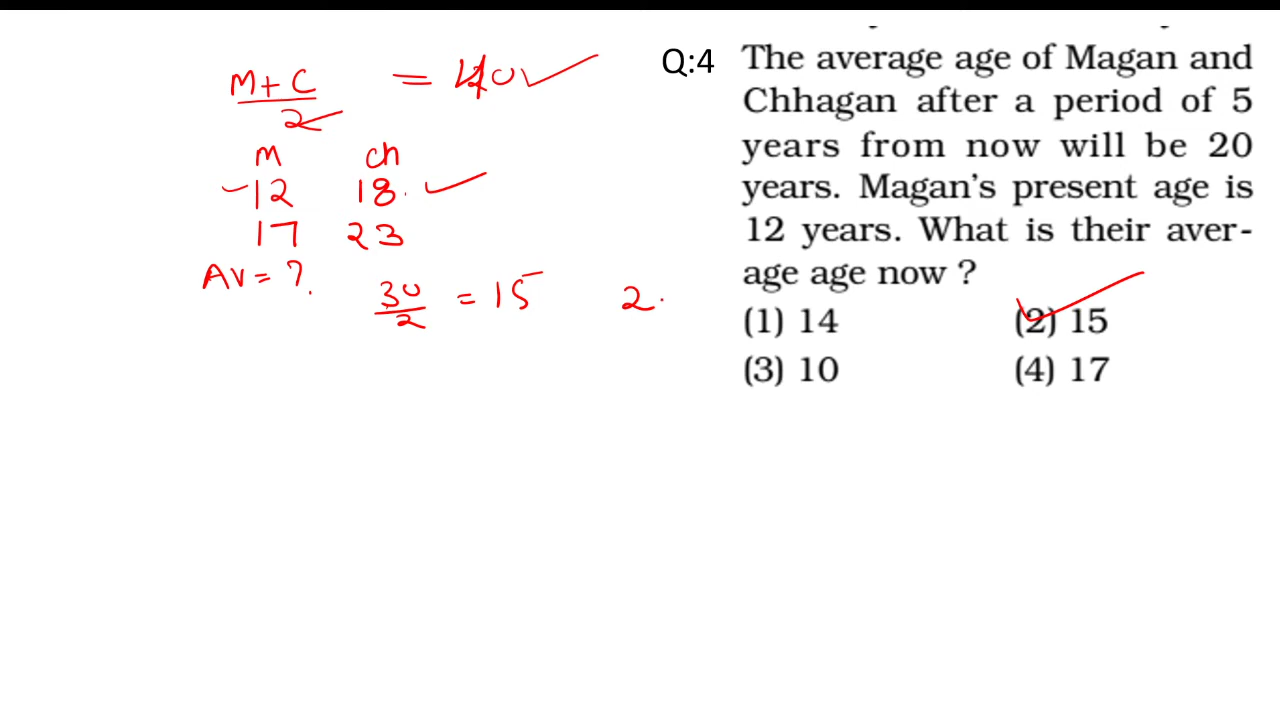 M+C = 40
2
M ch
12 18
17 23
AV = ?
30 = 15 2.
2
Q:4 The average age of Magan and
Chhagan after a period of 5
years from now will be 20
years. Magan's present age is
12 years. What is their aver-
age age now ?
(1) 14 (2) 15
(3) 10 (4) 17